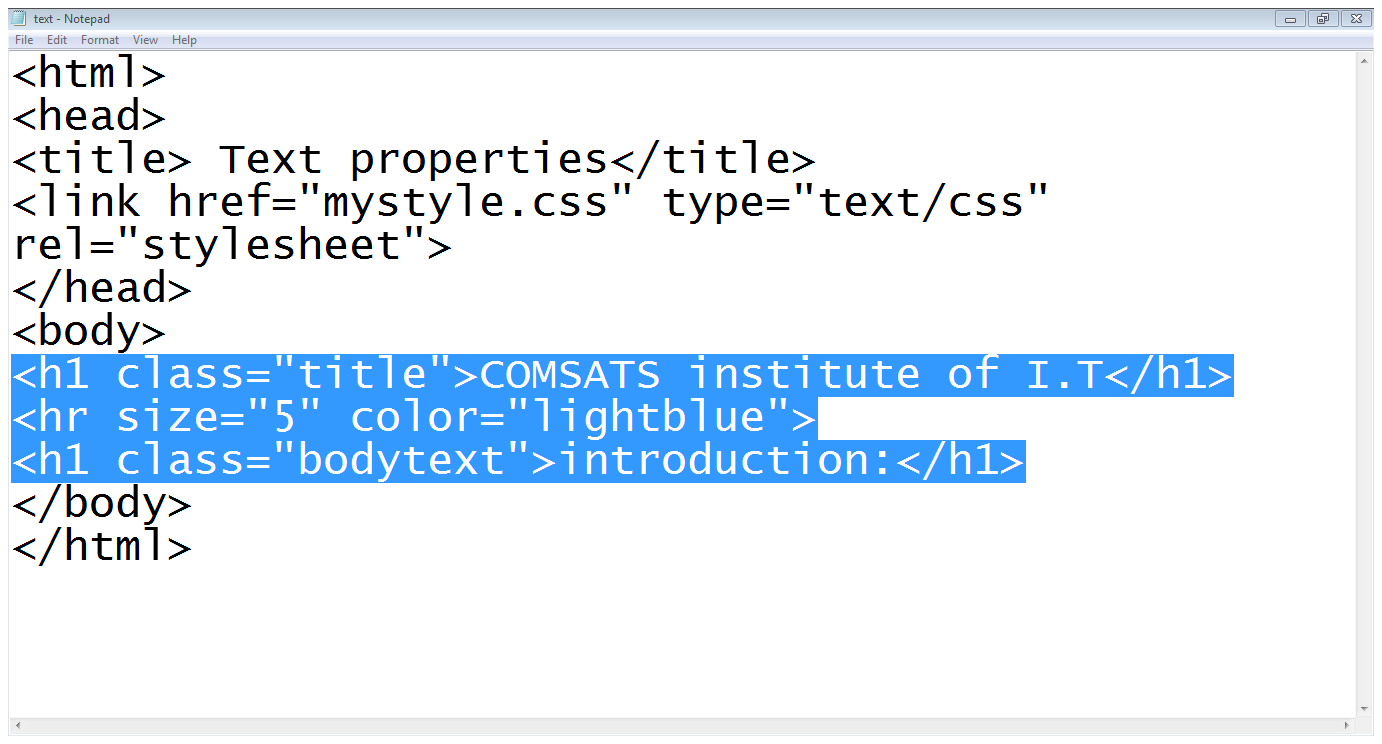 text - Notepad
File Edit Format View Help
<html>
<head>
<title> Text properties</title>
<link href="mystyle.css" type="text/css"
rel="stylesheet">
</head>
<body>
<h1 class="title">COMSATS institute of I.T</h1>
<hr size="5" color="lightblue">
<h1 class="bodytext">introduction:</h1>
</body>
</html>